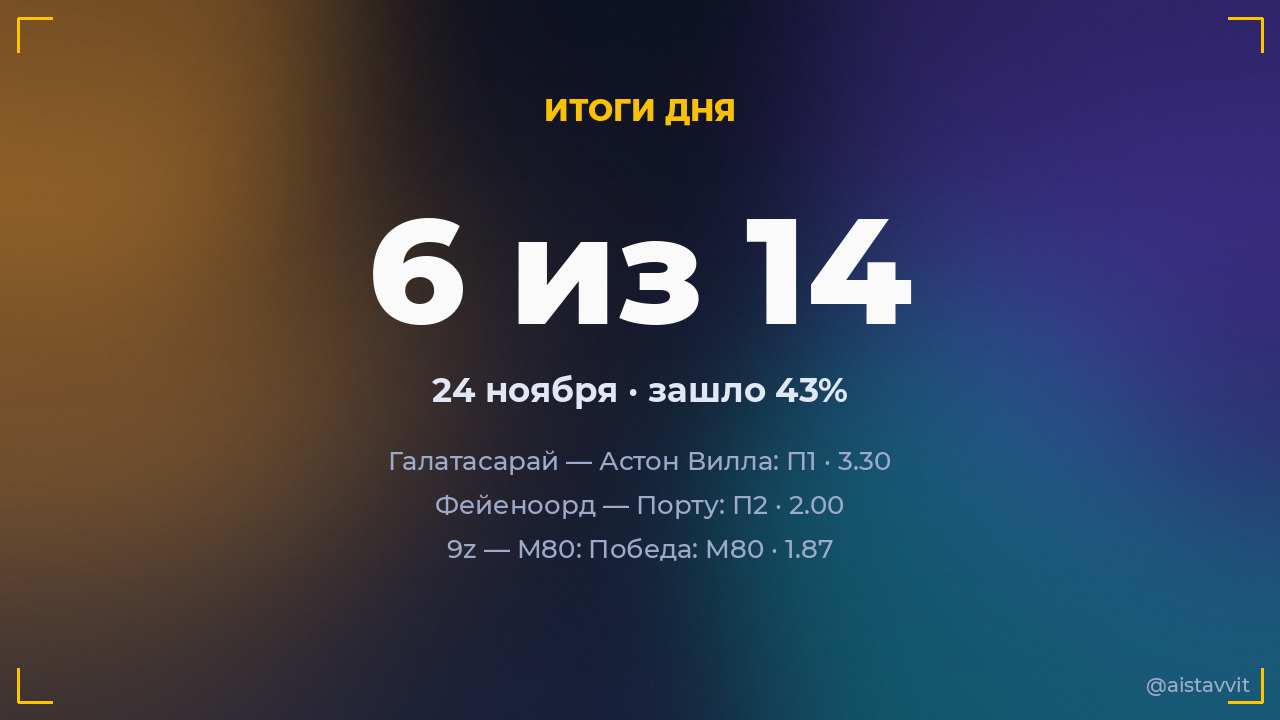 ИТОГИ ДНЯ
6 из 14
24 ноября · зашло 43%
Галатасарай — Астон Вилла: П1 · 3.30
Фейеноорд — Порту: П2 · 2.00
9z — M80: Победа: M80 · 1.87
@aistavvit